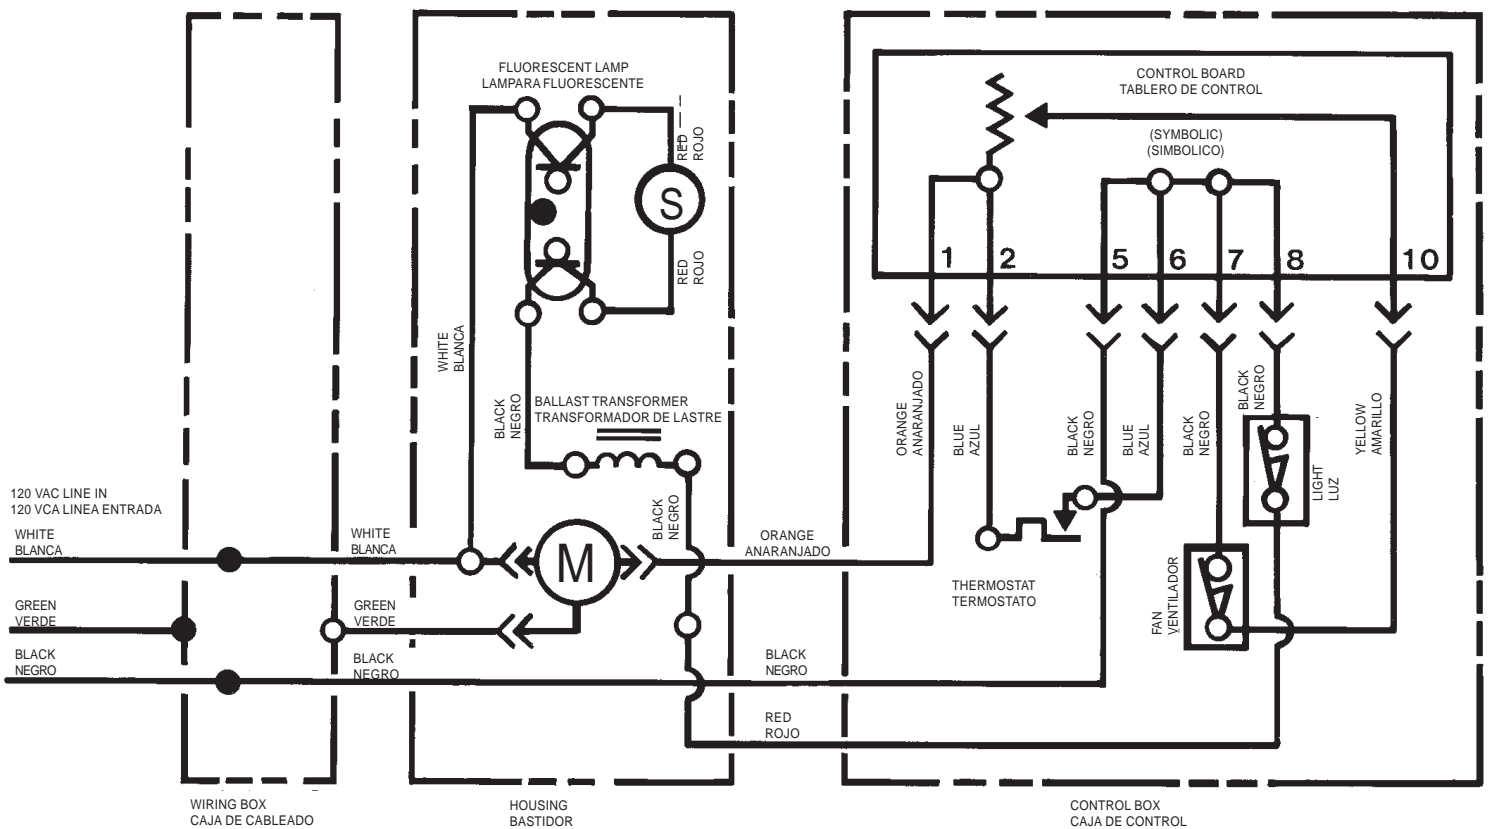 FLUORESCENT LAMP
LAMPARA FLUORESCENTE
CONTROL BOARD
TABLERO DE CONTROL
(SYMBOLIC)
(SIMBOLICO)
RED
ROJO
S
RED
ROJO
1
2
5
6
7
8
10
WHITE
BLANCA
BLACK
NEGRO
BALLAST TRANSFORMER
TRANSFORMADOR DE LASTRE
ORANGE
ANARANJADO
BLUE
AZUL
BLACK
NEGRO
BLUE
AZUL
BLACK
NEGRO
BLACK
NEGRO
YELLOW
AMARILLO
LIGHT
LUZ
120 VAC LINE IN
120 VCA LINEA ENTRADA
WHITE
BLANCA
WHITE
BLANCA
M
BLACK
NEGRO
ORANGE
ANARANJADO
THERMOSTAT
TERMOSTATO
FAN
VENTILADOR
GREEN
VERDE
GREEN
VERDE
BLACK
NEGRO
BLACK
NEGRO
BLACK
NEGRO
RED
ROJO
WIRING BOX
CAJA DE CABLEADO
HOUSING
BASTIDOR
CONTROL BOX
CAJA DE CONTROL